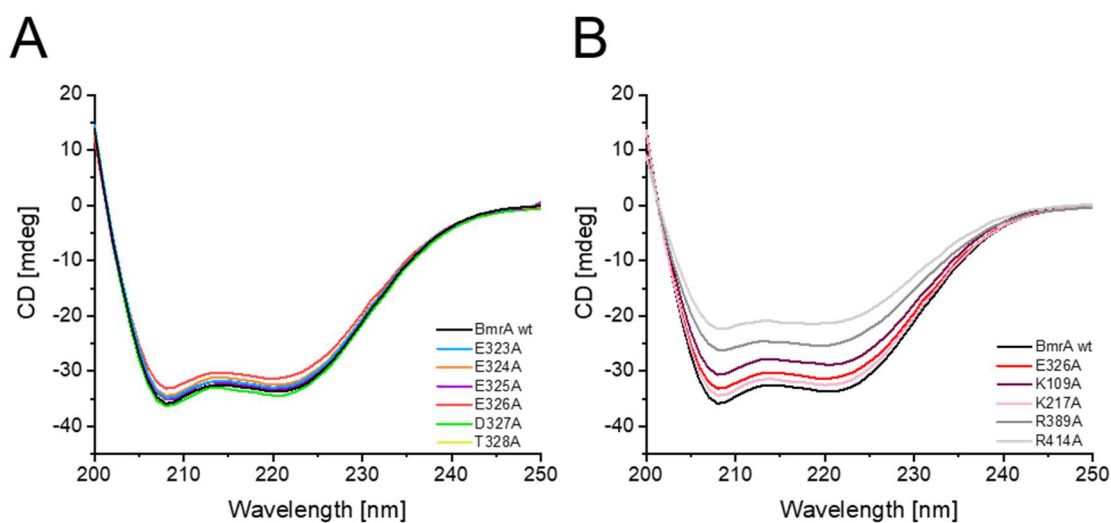 A
B
20
10
0
-10
-20
-30
-40
CD [mdeg]
200
210
220
230
240
250
Wavelength [nm]
BmrA wt
E323A
E324A
E325A
E326A
D327A
T328A
20
10
0
-10
-20
-30
-40
CD [mdeg]
200
210
220
230
240
250
Wavelength [nm]
BmrA wt
E326A
K109A
K217A
R389A
R414A